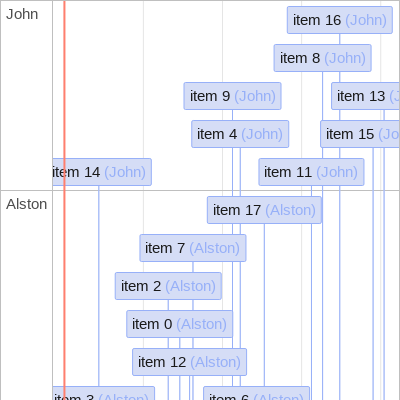 John
item 16 (John)
item 8 (John)
item 9 (John)
item 13
item 4 (John)
item 15 (Jo
item 14 (John)
item 11 (John)
Alston
item 17 (Alston)
item 7 (Alston)
item 2 (Alston)
item 0 (Alston)
item 12 (Alston)
item 3 (Alston)
item 6 (Alston)